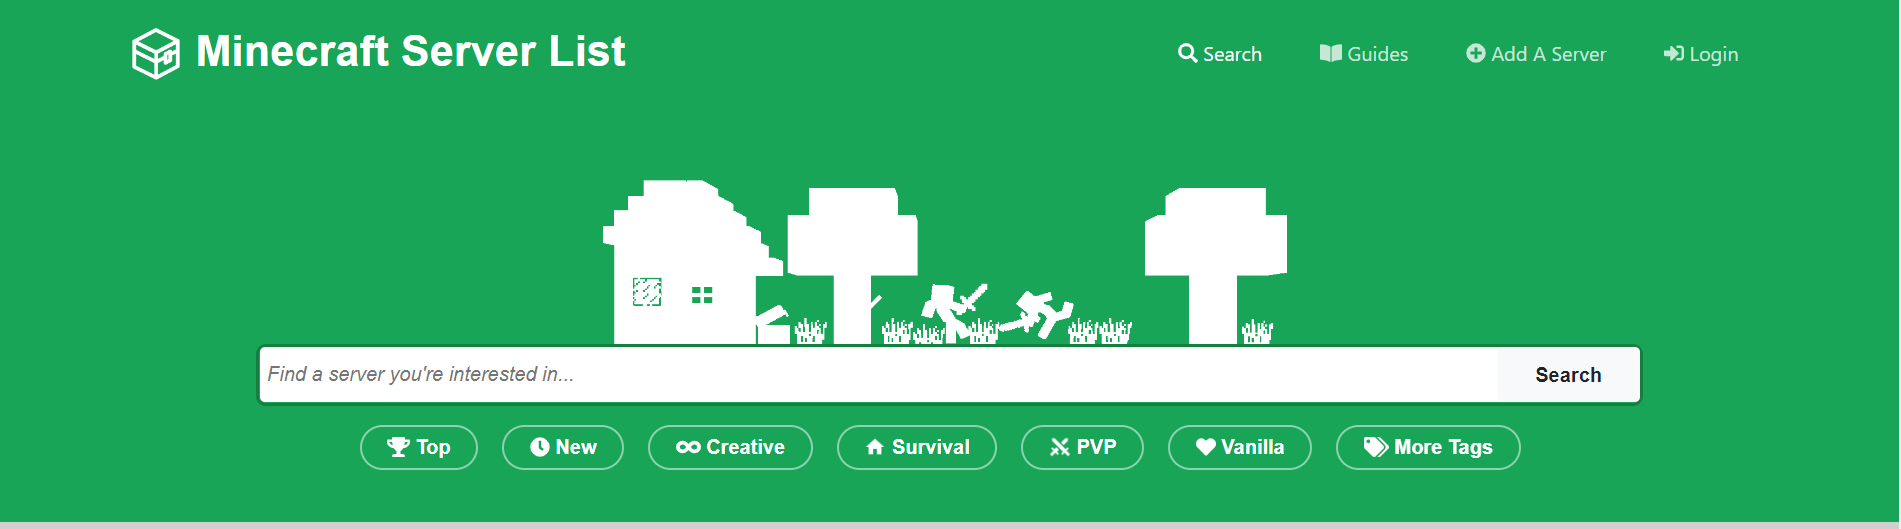 Minecraft Server List
Search
Guides
Add A Server
Login
Find a server you're interested in...
Search
Top
New
Creative
Survival
PVP
Vanilla
More Tags